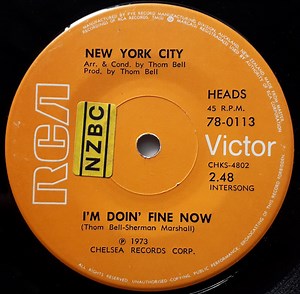 NEW YORK CITY
Arr. & Cond. by Thom Bell
Prod. by Thom Bell
HEADS
45 R.P.M.
78-0113
RCA
NZBC
Victor
CHKS-4802
2.48
INTERSONG
I'M DOIN' FINE NOW
(Thom Bell-Sherman Marshall)
℗ 1973
CHELSEA RECORDS CORP.